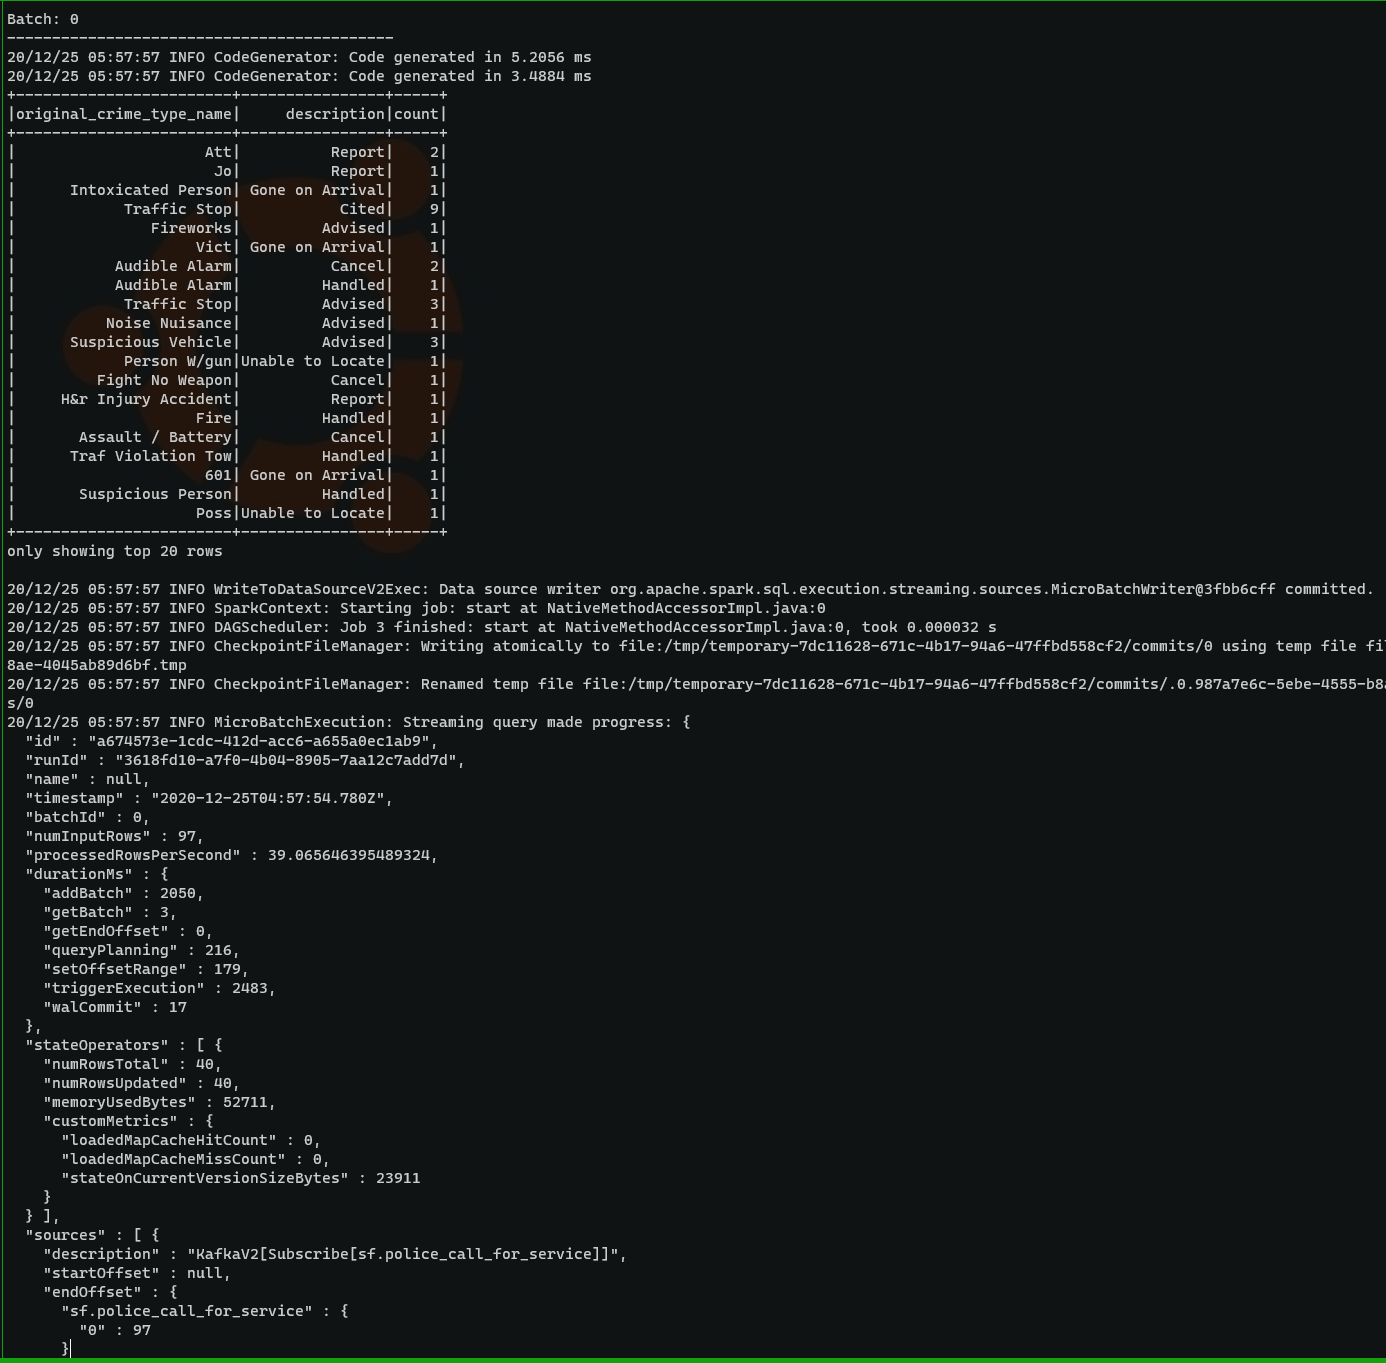 Batch: 0
-------------------------------------------
20/12/25 05:57:57 INFO CodeGenerator: Code generated in 5.2056 ms
20/12/25 05:57:57 INFO CodeGenerator: Code generated in 3.4884 ms
+------------------------+----------------+-----+
|original_crime_type_name|     description|count|
+------------------------+----------------+-----+
|                     Att|          Report|    2|
|                      Jo|          Report|    1|
|      Intoxicated Person| Gone on Arrival|    1|
|            Traffic Stop|           Cited|    9|
|               Fireworks|         Advised|    1|
|                    Vict| Gone on Arrival|    1|
|           Audible Alarm|          Cancel|    2|
|           Audible Alarm|         Handled|    1|
|            Traffic Stop|         Advised|    3|
|          Noise Nuisance|         Advised|    1|
|      Suspicious Vehicle|         Advised|    3|
|            Person W/gun|Unable to Locate|    1|
|         Fight No Weapon|          Cancel|    1|
|     H&r Injury Accident|          Report|    1|
|                    Fire|         Handled|    1|
|       Assault / Battery|          Cancel|    1|
|      Traf Violation Tow|         Handled|    1|
|                     601| Gone on Arrival|    1|
|       Suspicious Person|         Handled|    1|
|                    Poss|Unable to Locate|    1|
+------------------------+----------------+-----+
only showing top 20 rows
20/12/25 05:57:57 INFO WriteToDataSourceV2Exec: Data source writer org.apache.spark.sql.execution.streaming.sources.MicroBatchWriter@3fbb6cff committed.
20/12/25 05:57:57 INFO SparkContext: Starting job: start at NativeMethodAccessorImpl.java:0
20/12/25 05:57:57 INFO DAGScheduler: Job 3 finished: start at NativeMethodAccessorImpl.java:0, took 0.000032 s
20/12/25 05:57:57 INFO CheckpointFileManager: Writing atomically to file:/tmp/temporary-7dc11628-671c-4b17-94a6-47ffbd558cf2/commits/0 using temp file fi
8ae-4045ab89d6bf.tmp
20/12/25 05:57:57 INFO CheckpointFileManager: Renamed temp file file:/tmp/temporary-7dc11628-671c-4b17-94a6-47ffbd558cf2/commits/.0.987a7e6c-5ebe-4555-b8a
s/0
20/12/25 05:57:57 INFO MicroBatchExecution: Streaming query made progress: {
  "id" : "a674573e-1cdc-412d-acc6-a655a0ec1ab9",
  "runId" : "3618fd10-a7f0-4b04-8905-7aa12c7add7d",
  "name" : null,
  "timestamp" : "2020-12-25T04:57:54.780Z",
  "batchId" : 0,
  "numInputRows" : 97,
  "processedRowsPerSecond" : 39.065646395489324,
  "durationMs" : {
    "addBatch" : 2050,
    "getBatch" : 3,
    "getEndOffset" : 0,
    "queryPlanning" : 216,
    "setOffsetRange" : 179,
    "triggerExecution" : 2483,
    "walCommit" : 17
  },
  "stateOperators" : [ {
    "numRowsTotal" : 40,
    "numRowsUpdated" : 40,
    "memoryUsedBytes" : 52711,
    "customMetrics" : {
      "loadedMapCacheHitCount" : 0,
      "loadedMapCacheMissCount" : 0,
      "stateOnCurrentVersionSizeBytes" : 23911
    }
  } ],
  "sources" : [ {
    "description" : "KafkaV2[Subscribe[sf.police_call_for_service]]",
    "startOffset" : null,
    "endOffset" : {
      "sf.police_call_for_service" : {
        "0" : 97
      }